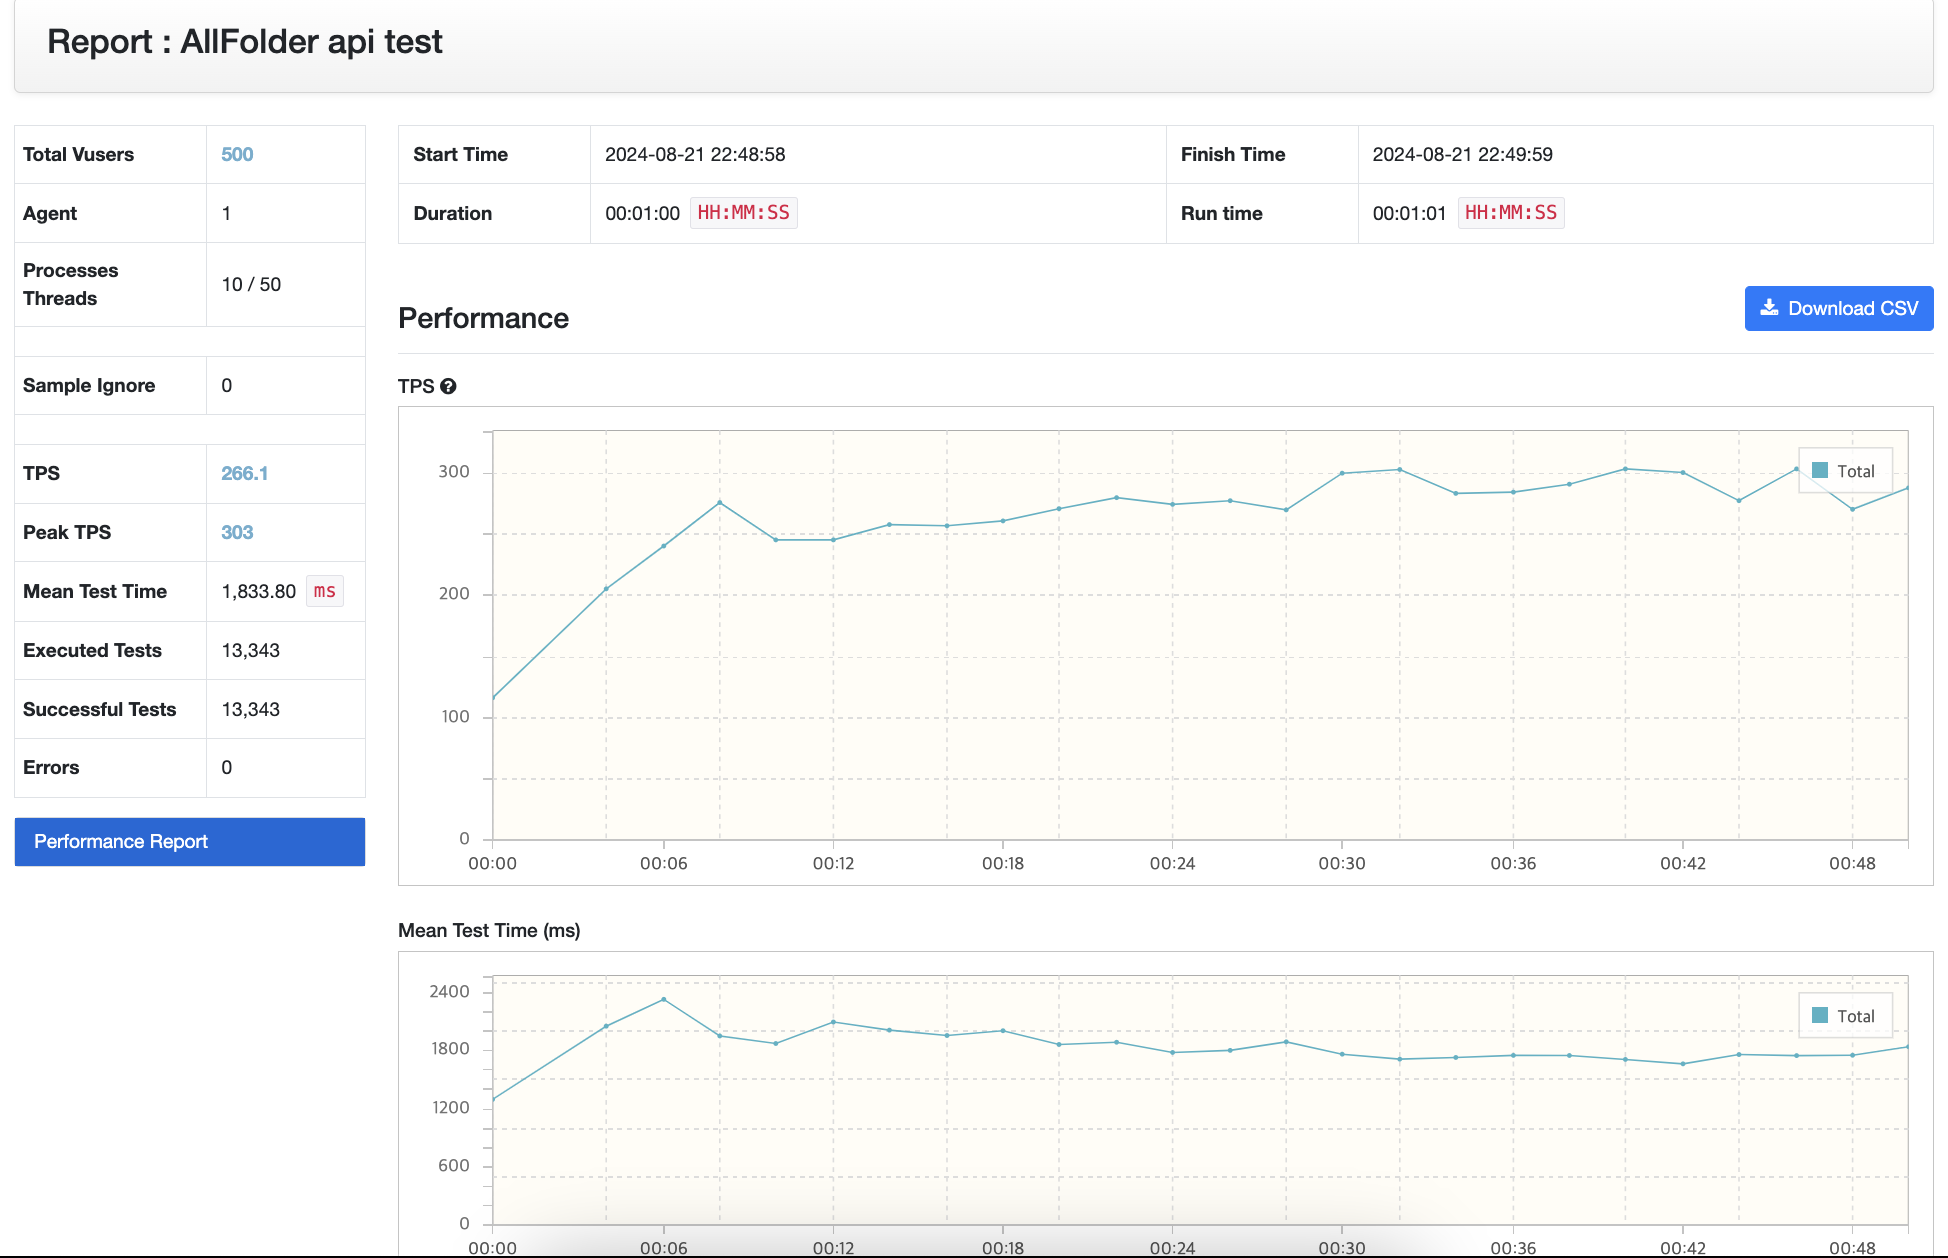 Report : AllFolder api test
Total Vusers 500
Agent 1
Processes
Threads
10 / 50
Sample Ignore 0
TPS 266.1
Peak TPS 303
Mean Test Time 1,833.80 ms
Executed Tests 13,343
Successful Tests 13,343
Errors 0
Performance Report
Start Time 2024-08-21 22:48:58 Finish Time 2024-08-21 22:49:59
Duration 00:01:00 HH:MM:SS Run time 00:01:01 HH:MM:SS
Performance
Download CSV
TPS ?
300
200
100
0
Total
00:00 00:06 00:12 00:18 00:24 00:30 00:36 00:42 00:48
Mean Test Time (ms)
2400
1800
1200
600
0
Total
00:00 00:06 00:12 00:18 00:24 00:30 00:36 00:42 00:48